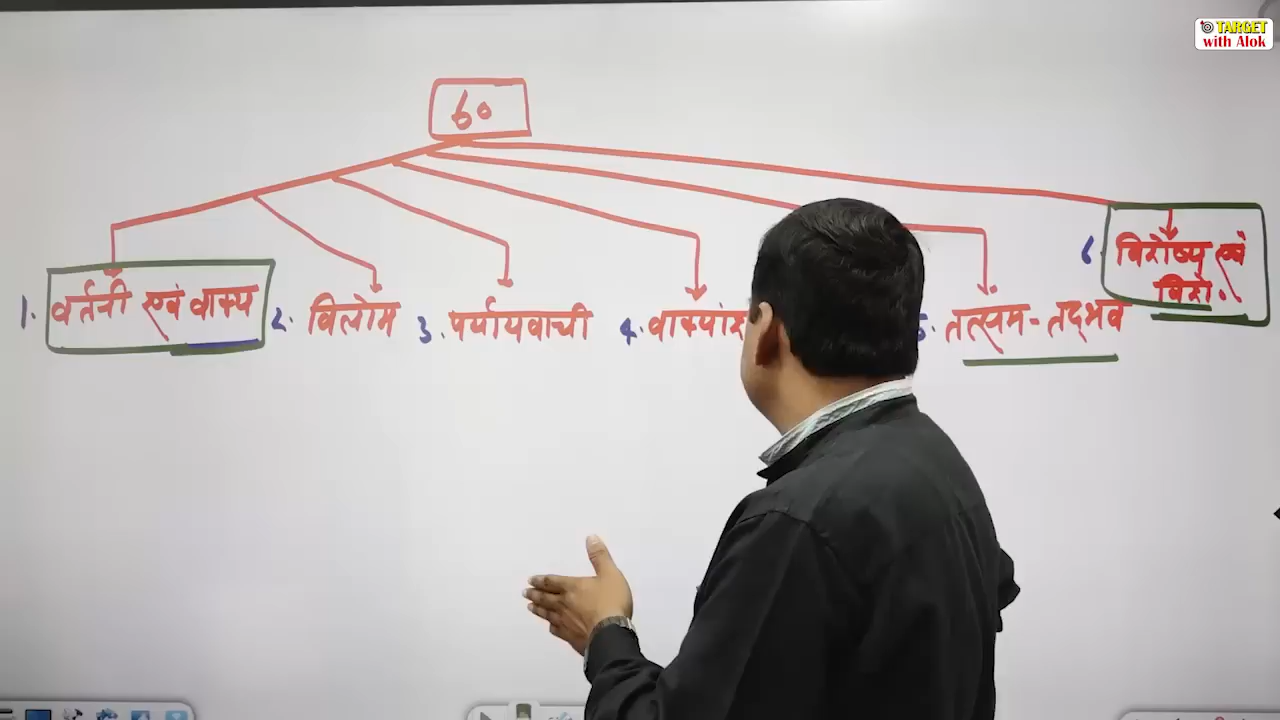 TARGET
with Alok
60
1. वर्तनी एवं वाक्य
2. विलोम
3. पर्यायवाची
4.
5. तत्सम - तद्भव
6. विशेष्य एवं
विशे.